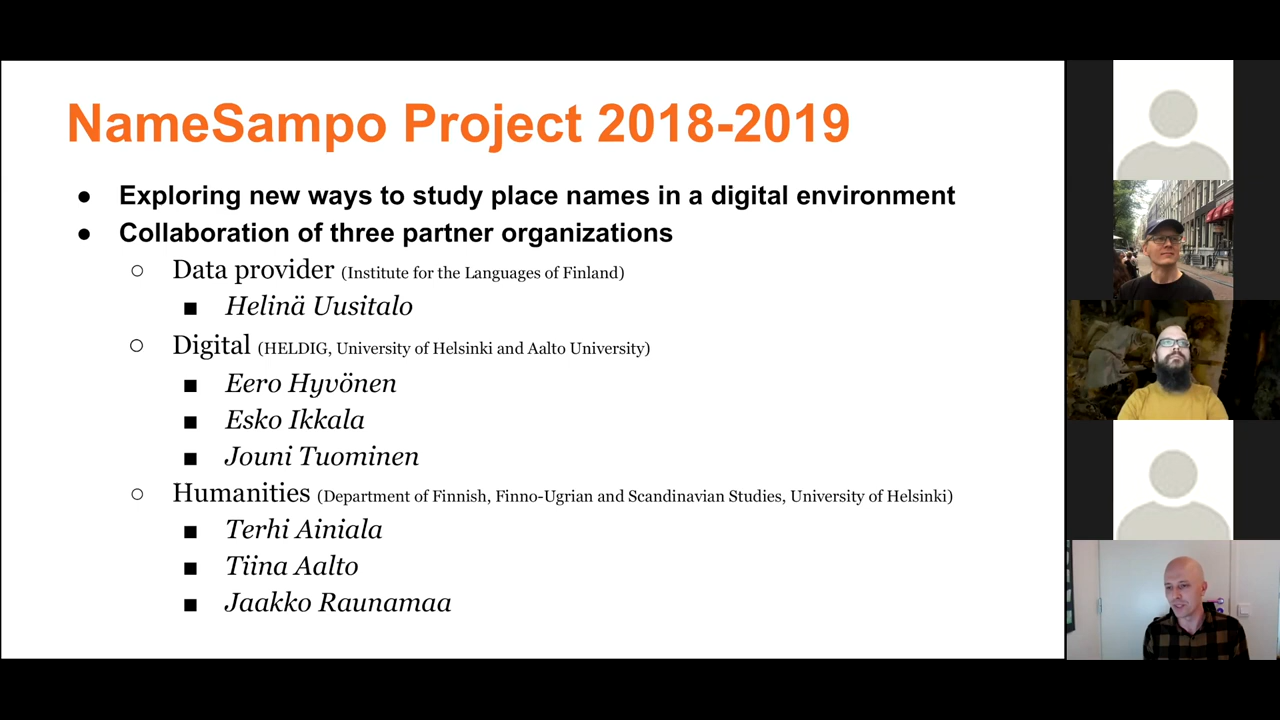 NameSampo Project 2018-2019
● Exploring new ways to study place names in a digital environment
● Collaboration of three partner organizations
○ Data provider (Institute for the Languages of Finland)
■ Helinä Uusitalo
○ Digital (HELDIG, University of Helsinki and Aalto University)
■ Eero Hyvönen
■ Esko Ikkala
■ Jouni Tuominen
○ Humanities (Department of Finnish, Finno-Ugrian and Scandinavian Studies, University of Helsinki)
■ Terhi Ainiala
■ Tiina Aalto
■ Jaakko Raunamaa